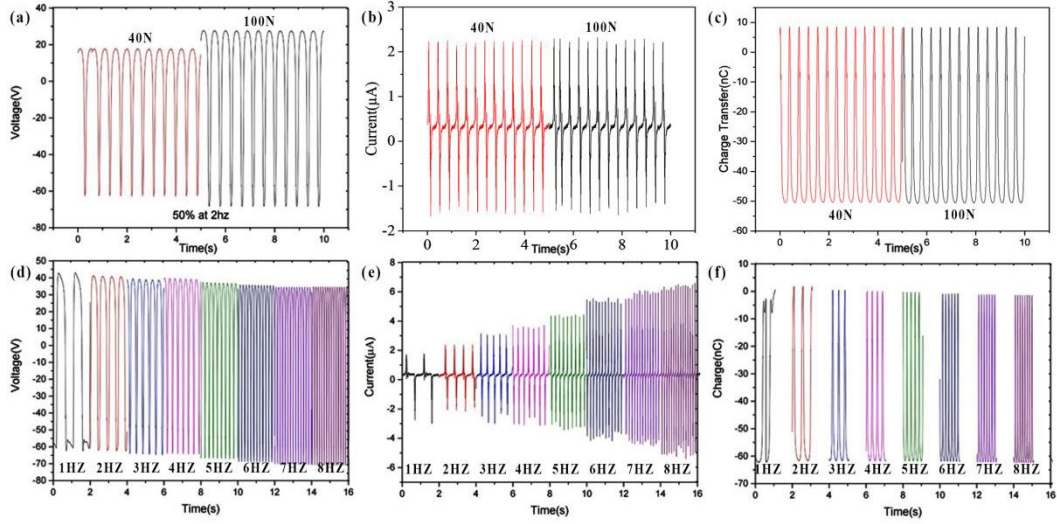 (a)
40N
100N
Voltage(V)
40
20
0
-20
-40
-60
-80
50% at 2hz
0 2 4 6 8 10
Time(s)
(b)
40N
100N
Current(μA)
3
2
1
0
-1
-2
0 2 4 6 8 10
Time(s)
(c)
Charge Transfer(nC)
10
0
-10
-20
-30
-40
-50
-60
40N
100N
0 2 4 6 8 10
Time(s)
(d)
Voltage(V)
50
40
30
20
10
0
-10
-20
-30
-40
-50
-60
-70
-80
1HZ 2HZ 3HZ 4HZ 5HZ 6HZ 7HZ 8HZ
0 2 4 6 8 10 12 14 16
Time(s)
(e)
Current(μA)
8
6
4
2
0
-2
-4
-6
-8
1HZ 2HZ 3HZ 4HZ 5HZ 6HZ 7HZ 8HZ
0 2 4 6 8 10 12 14 16
Time(s)
(f)
Charge(nC)
10
0
-10
-20
-30
-40
-50
-60
-70
1HZ 2HZ 3HZ 4HZ 5HZ 6HZ 7HZ 8HZ
0 2 4 6 8 10 12 14 16
Time(s)